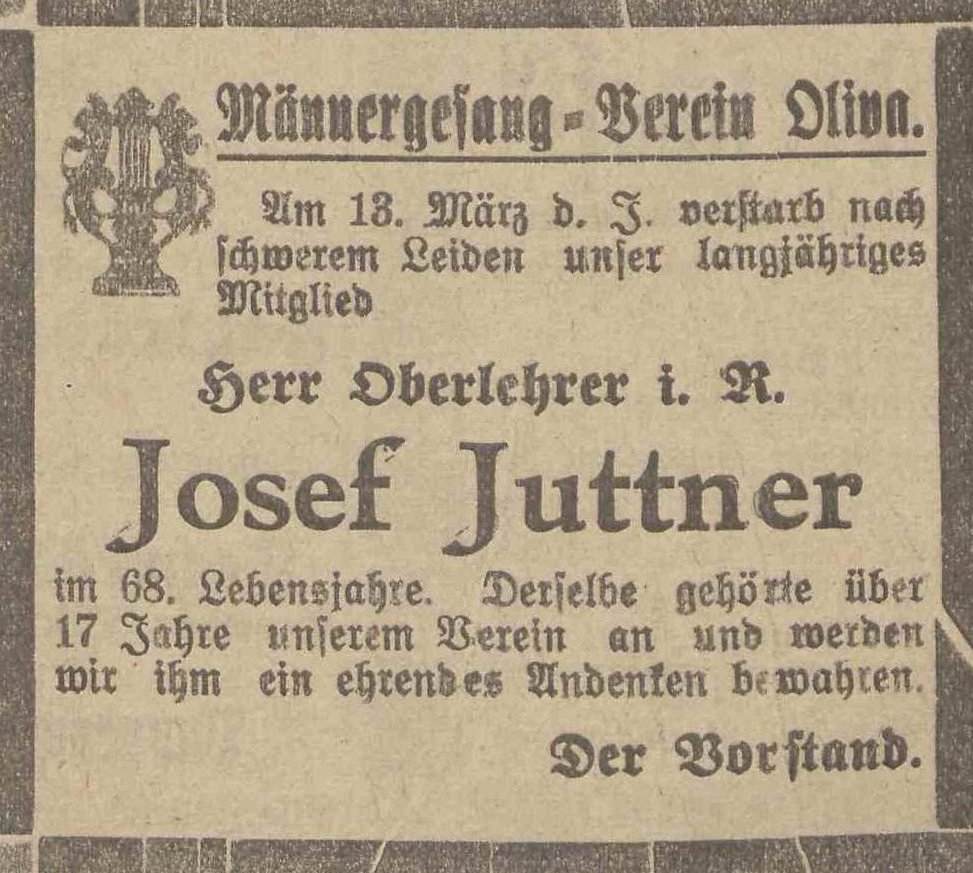 Männergesang-Verein Oliva.
Am 13. März d. J. verstarb nach
schwerem Leiden unser langjähriges
Mitglied
Herr Oberlehrer i. R.
Josef Juttner
im 68. Lebensjahre. Derselbe gehörte über
17 Jahre unserem Verein an und werden
wir ihm ein ehrendes Andenken bewahren.
Der Vorstand.